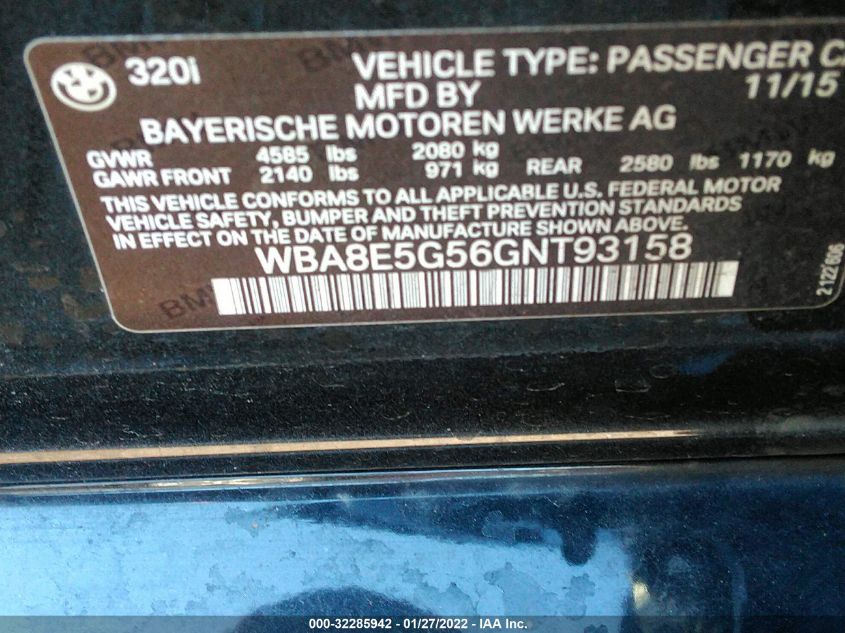 320i VEHICLE TYPE: PASSENGER
MFD BY 11/15
BAYERISCHE MOTOREN WERKE AG
GVWR 4585 lbs 2080 kg
GAWR FRONT 2140 lbs 971 kg REAR 2580 lbs 1170 kg
THIS VEHICLE CONFORMS TO ALL APPLICABLE U.S. FEDERAL MOTOR
VEHICLE SAFETY, BUMPER AND THEFT PREVENTION STANDARDS
IN EFFECT ON THE DATE OF MANUFACTURE SHOWN ABOVE.
WBA8E5G56GNT93158
2 122 606
000-32285942 - 01/27/2022 - IAA Inc.